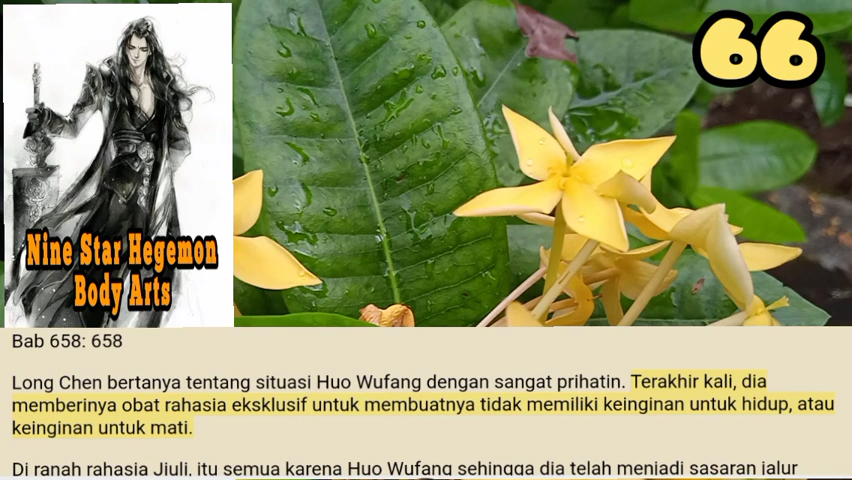 66
Nine Star Hegemon
Body Arts
Bab 658: 658
Long Chen bertanya tentang situasi Huo Wufang dengan sangat prihatin. Terakhir kali, dia
memberinya obat rahasia eksklusif untuk membuatnya tidak memiliki keinginan untuk hidup, atau
keinginan untuk mati.
Di ranah rahasia Jiuli, itu semua karena Huo Wufang sehingga dia telah menjadi sasaran jalur